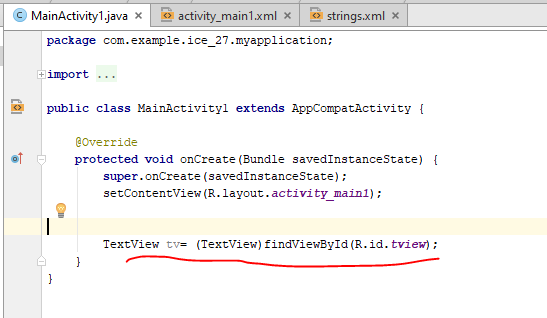 MainActivity1.java × activity_main1.xml × strings.xml ×
package com.example.ice_27.myapplication;
import ...
public class MainActivity1 extends AppCompatActivity {
@Override
protected void onCreate(Bundle savedInstanceState) {
super.onCreate(savedInstanceState);
setContentView(R.layout.activity_main1);
TextView tv= (TextView)findViewById(R.id.tview);
}
}